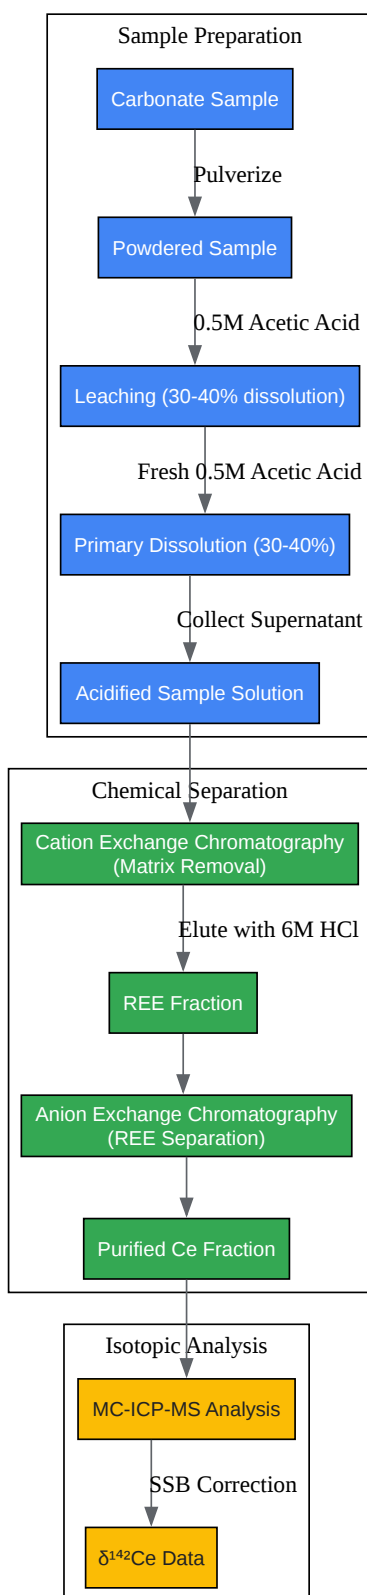 Sample Preparation
Carbonate Sample
Pulverize
Powdered Sample
0.5M Acetic Acid
Leaching (30-40% dissolution)
Fresh 0.5M Acetic Acid
Primary Dissolution (30-40%)
Collect Supernatant
Acidified Sample Solution
Chemical Separation
Cation Exchange Chromatography
(Matrix Removal)
Elute with 6M HCl
REE Fraction
Anion Exchange Chromatography
(REE Separation)
Purified Ce Fraction
Isotopic Analysis
MC-ICP-MS Analysis
SSB Correction
δ¹⁴²Ce Data